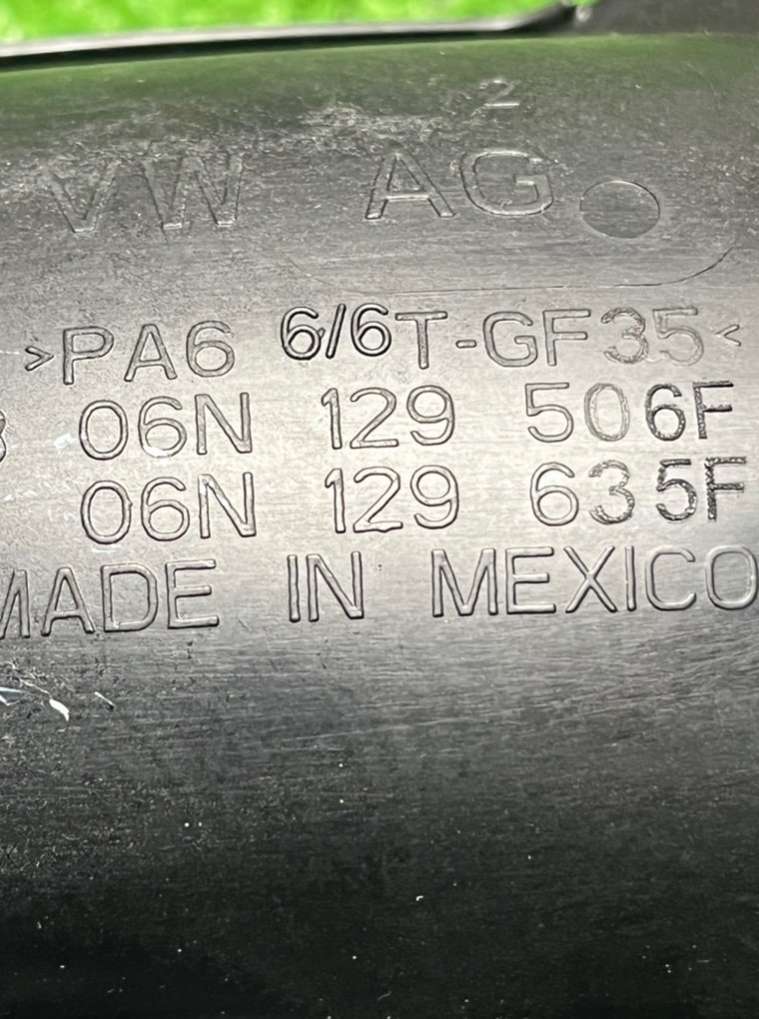 2
VW AG
>PA6 6/6T-GF35<
06N 129 506F
06N 129 635F
MADE IN MEXICO